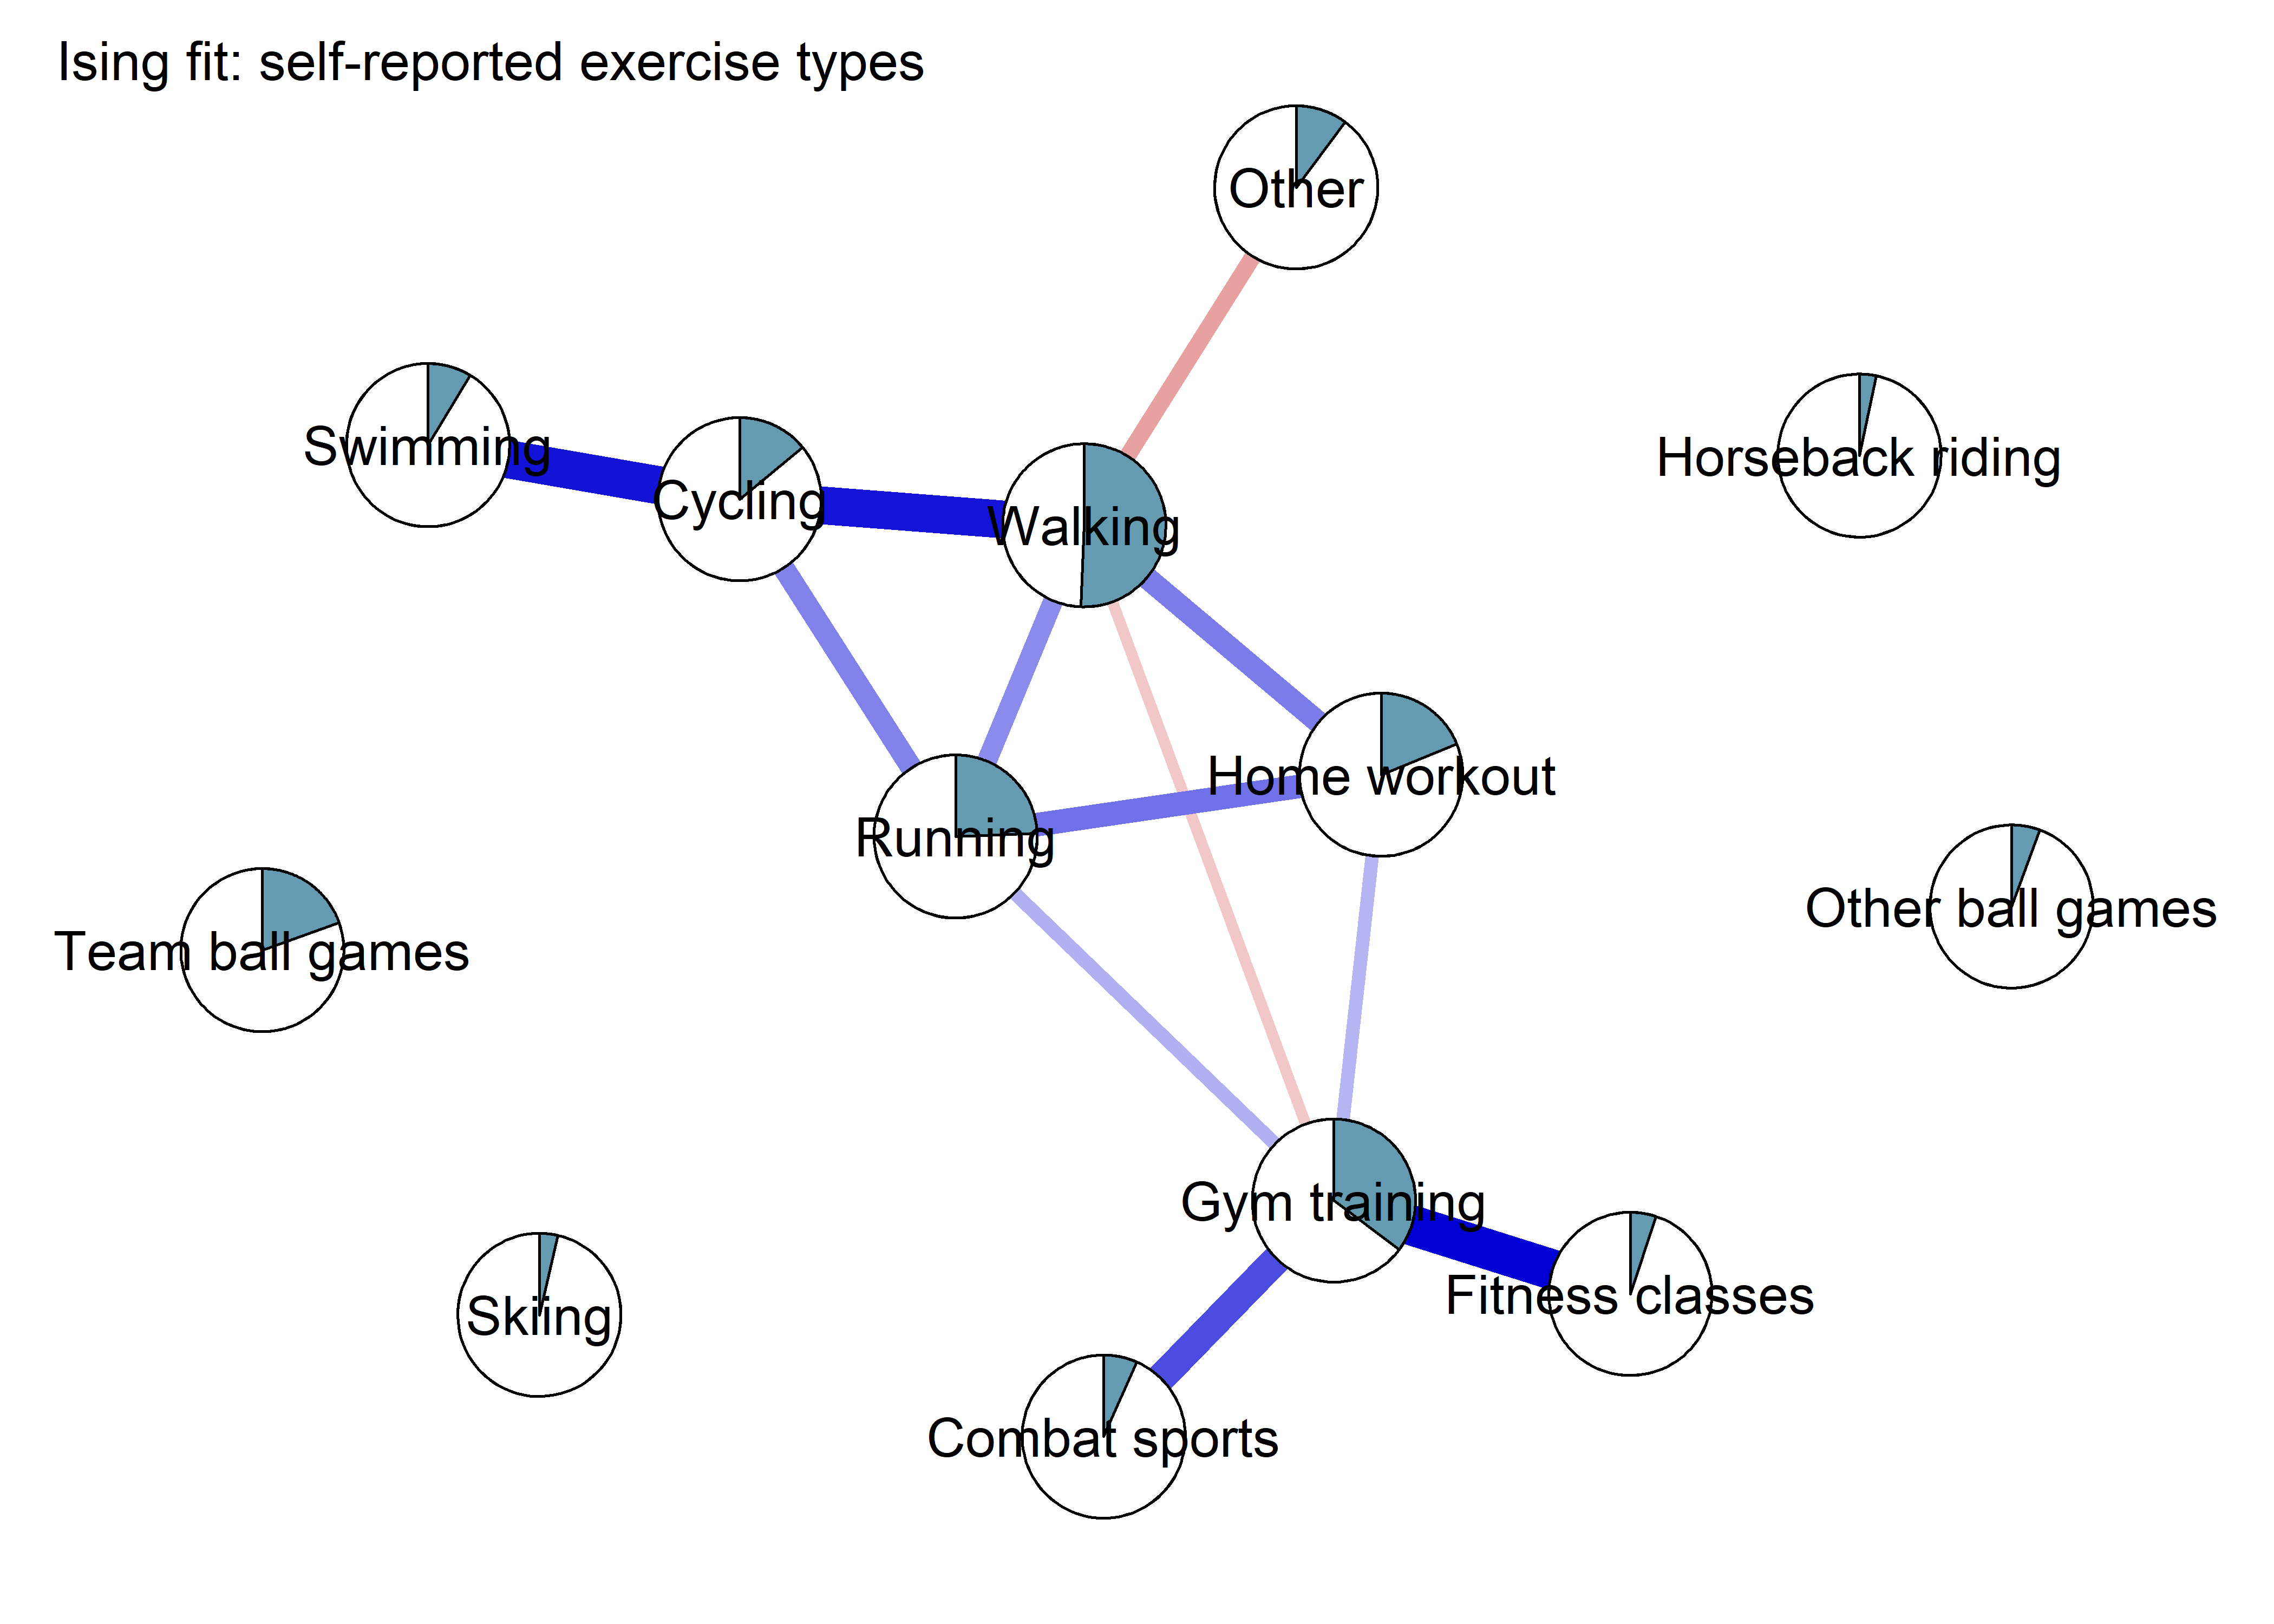 Ising fit: self-reported exercise types
Other
Swimming
Horseback riding
Cycling
Walking
Home workout
Running
Other ball games
Team ball games
Gym training
Fitness classes
Skiing
Combat sports